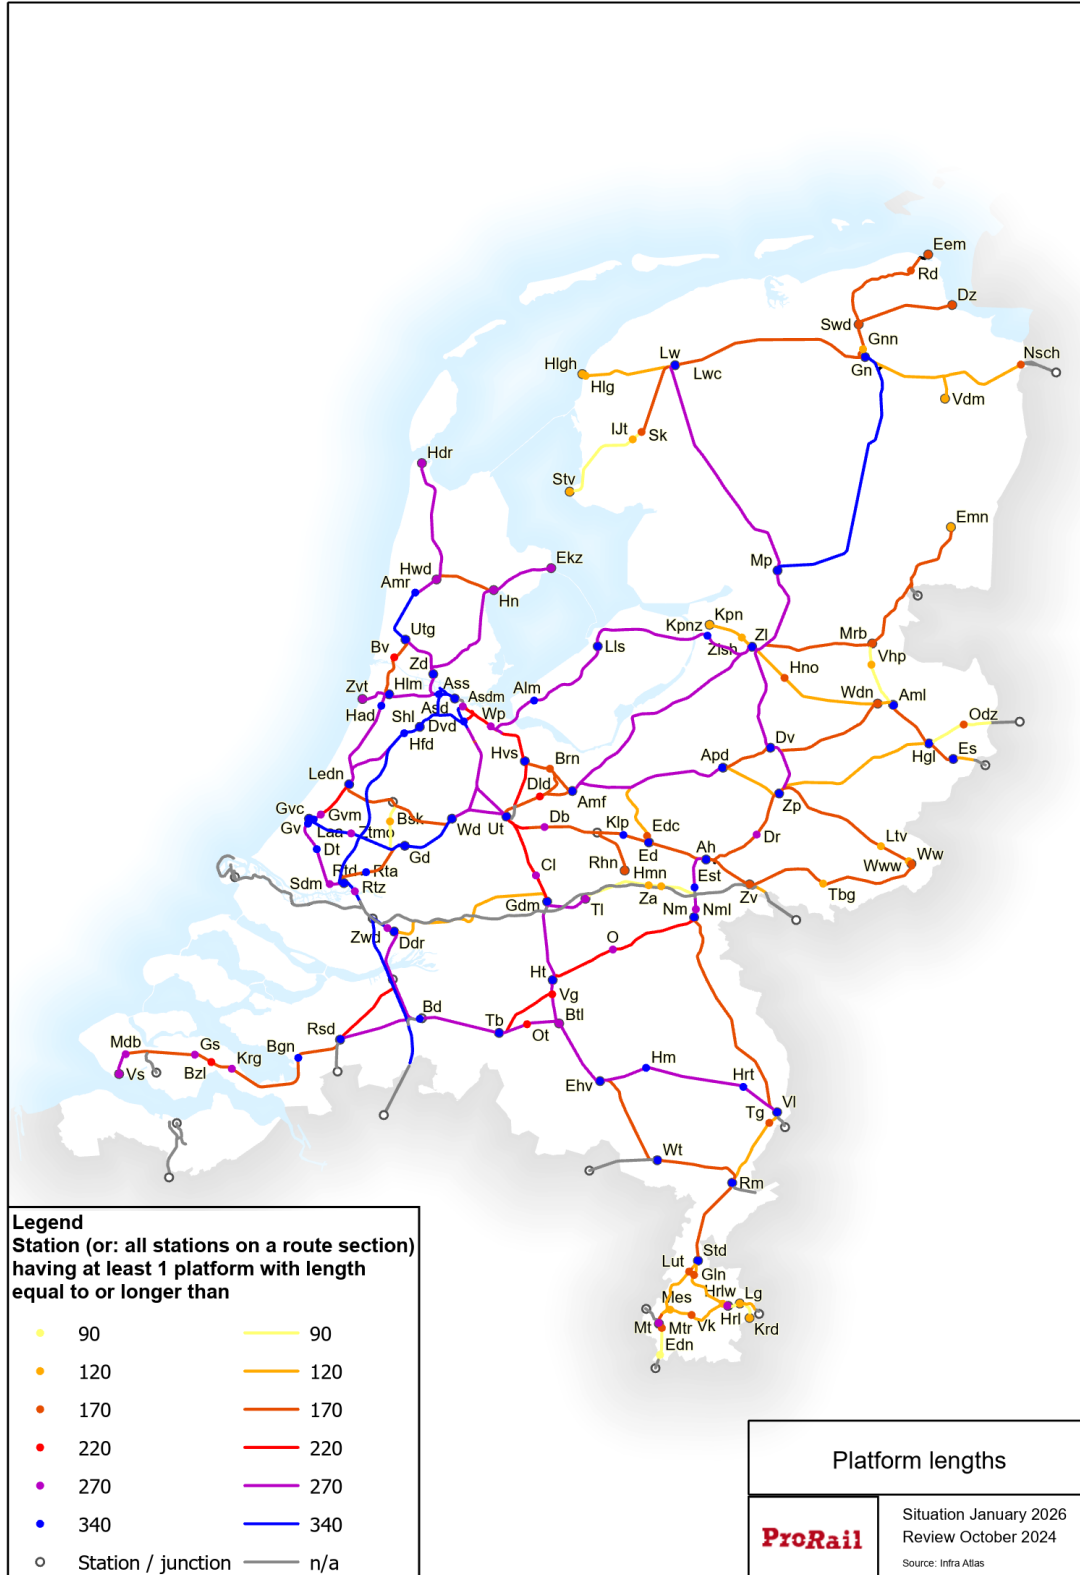 Eem
Rd
Dz
Swd
Gnn
Gn
Nsch
Vdm
Lw
Lwc
Hlgh
Hlg
IJt
Sk
Stv
Hdr
Emn
Ekz
Mp
Hwd
Amr
Hn
Utg
Bv
Zd
Kpn
Kpnz
Zl
Zlsh
Mrb
Vhp
Hno
Lls
Wdn
Aml
Zvt
Hlm
Ass
Asdm
Alm
Had
Shl
Asd
Dvd
Wp
Hfd
Odz
Dv
Hgl
Es
Ledn
Hvs
Brn
Apd
Dld
Amf
Zp
Gvc
Gvm
Bsk
Gv
Laa
Ztmo
Wd
Ut
Db
Klp
Edc
Dr
Ltv
Dt
Gd
Ed
Ah
Ww
Www
Rtd
Rta
Cl
Rhn
Hmn
Est
Sdm
Rtz
Gdm
Tl
Za
Nm
Nml
Zv
Tbg
Zwd
Ddr
O
Ht
Vg
Bd
Tb
Btl
Ot
Rsd
Mdb
Gs
Bgn
Krg
Bzl
Vs
Hm
Hrt
Ehv
Vl
Tg
Wt
Rm
Std
Lut
Gln
Hrlw
Lg
Mes
Hrl
Mt
Mtr
Vk
Krd
Edn
Legend
Station (or: all stations on a route section)
having at least 1 platform with length
equal to or longer than
90 90
120 120
170 170
220 220
270 270
340 340
Station / junction n/a
Platform lengths
ProRail
Situation January 2026
Review October 2024
Source: Infra Atlas